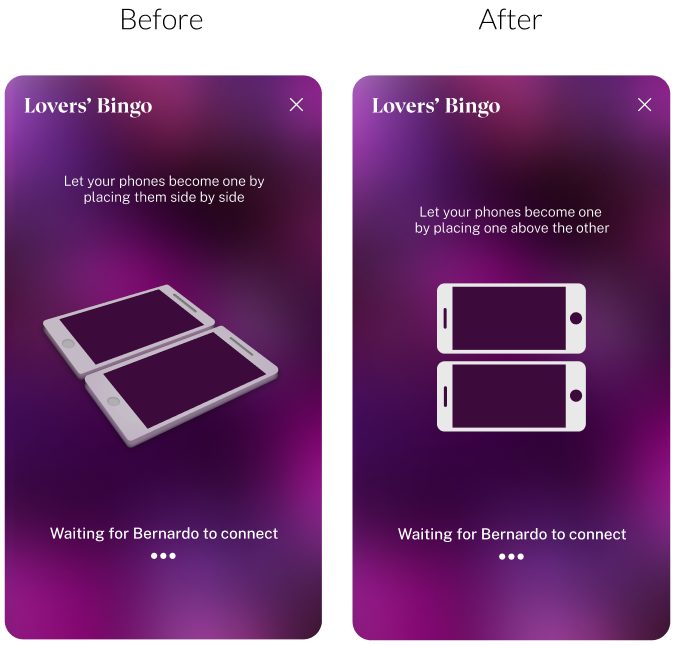 Before
After
Lovers’ Bingo
Let your phones become one by
placing them side by side
Waiting for Bernardo to connect
Lovers’ Bingo
Let your phones become one
by placing one above the other
Waiting for Bernardo to connect